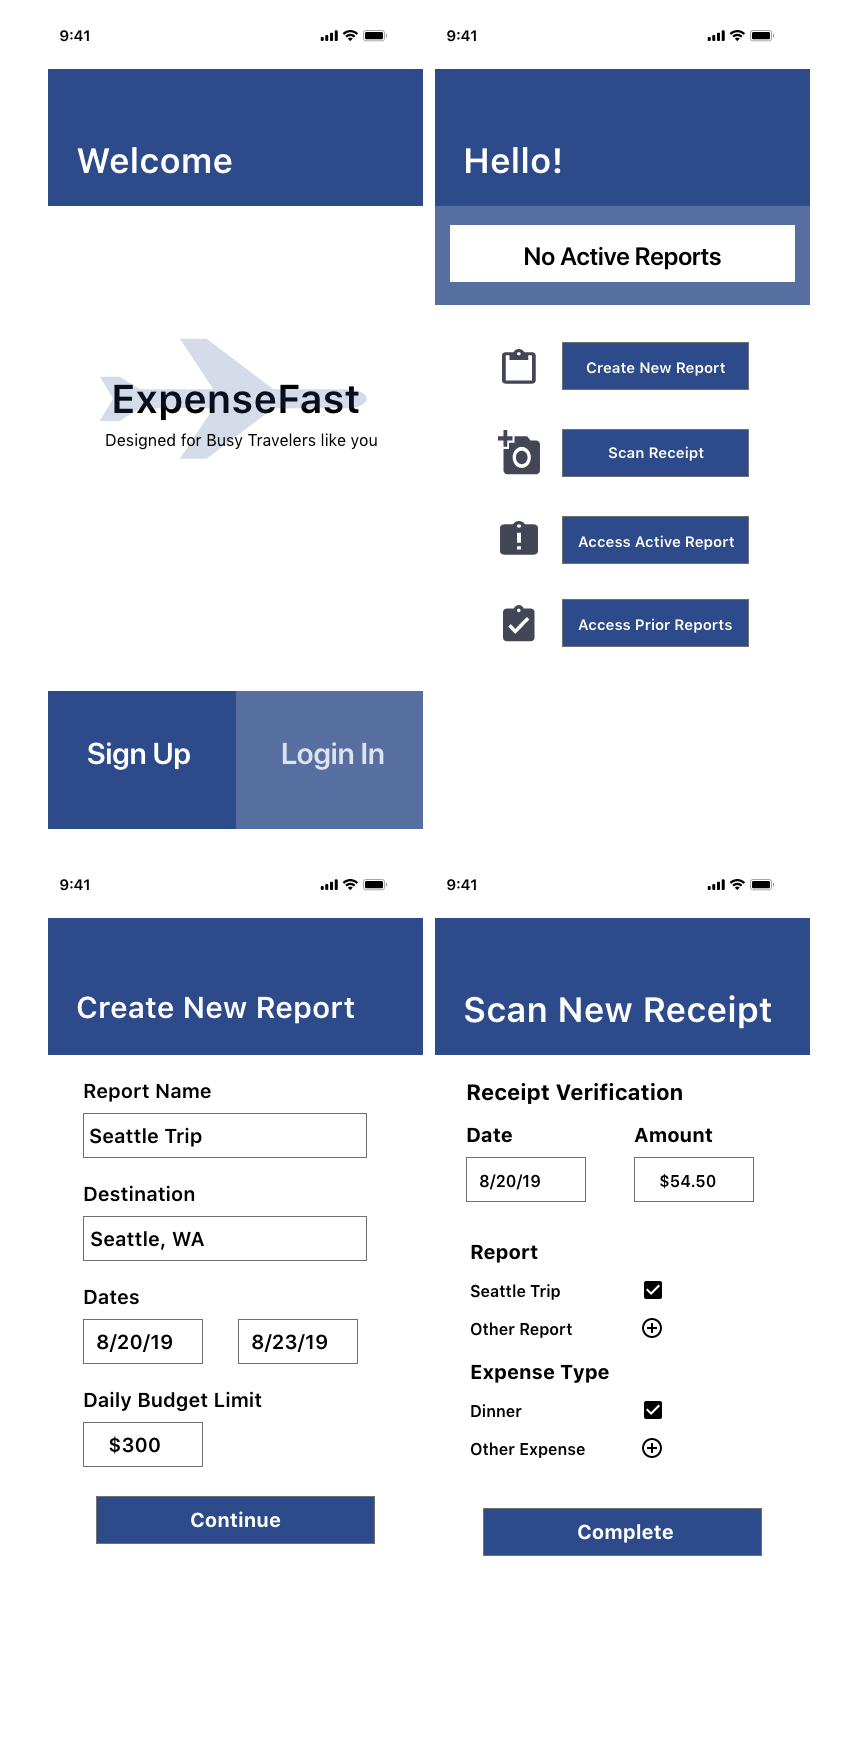 9:41
Welcome
ExpenseFast
Designed for Busy Travelers like you
Sign Up
Login In
9:41
Hello!
No Active Reports
Create New Report
Scan Receipt
Access Active Report
Access Prior Reports
9:41
Create New Report
Report Name
Seattle Trip
Destination
Seattle, WA
Dates
8/20/19 8/23/19
Daily Budget Limit
$300
Continue
9:41
Scan New Receipt
Receipt Verification
Date Amount
8/20/19 $54.50
Report
Seattle Trip
Other Report
Expense Type
Dinner
Other Expense
Complete